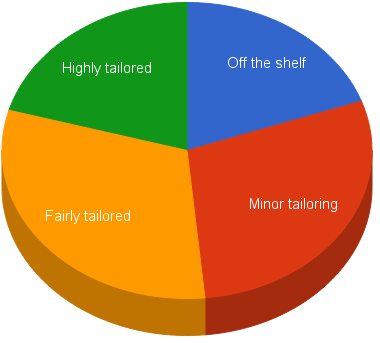 Highly tailored
Off the shelf
Minor tailoring
Fairly tailored